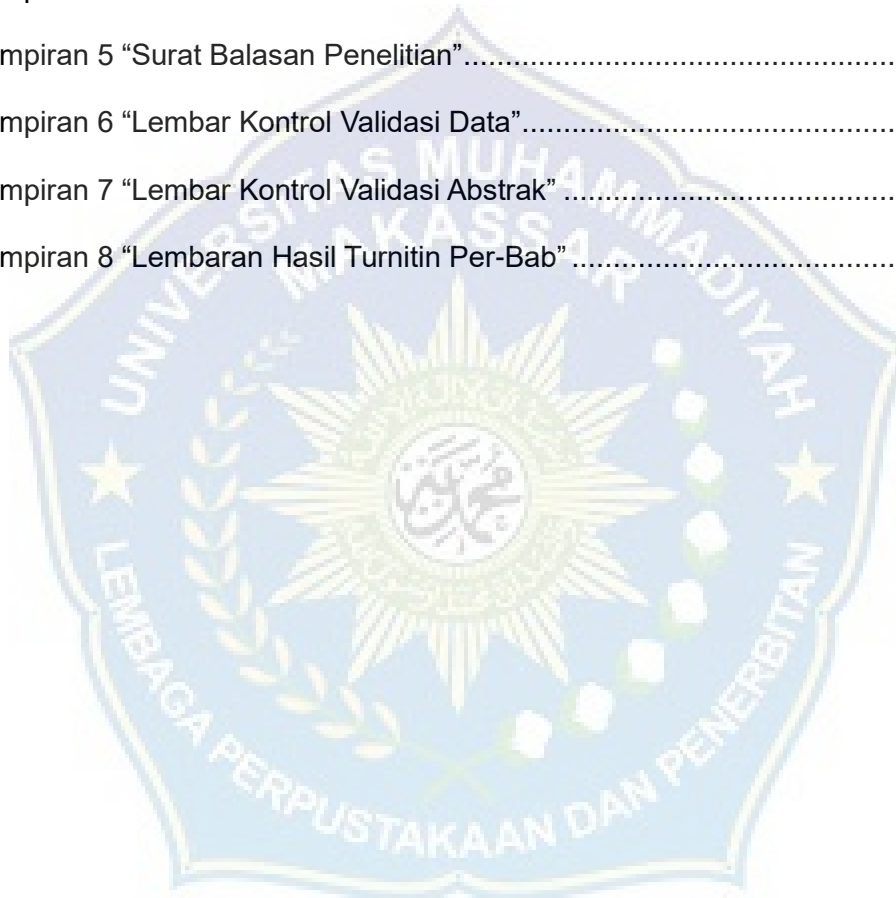 mpiran 5 “Surat Balasan Penelitian”.....................................................
mpiran 6 “Lembar Kontrol Validasi Data”..............................................
mpiran 7 “Lembar Kontrol Validasi Abstrak” ........................................
mpiran 8 “Lembaran Hasil Turnitin Per-Bab” .......................................
UNIVERSITAS MUHAMMADIYAH
MAKASSAR
LEMBAGA PERPUSTAKAAN DAN PENERBITAN